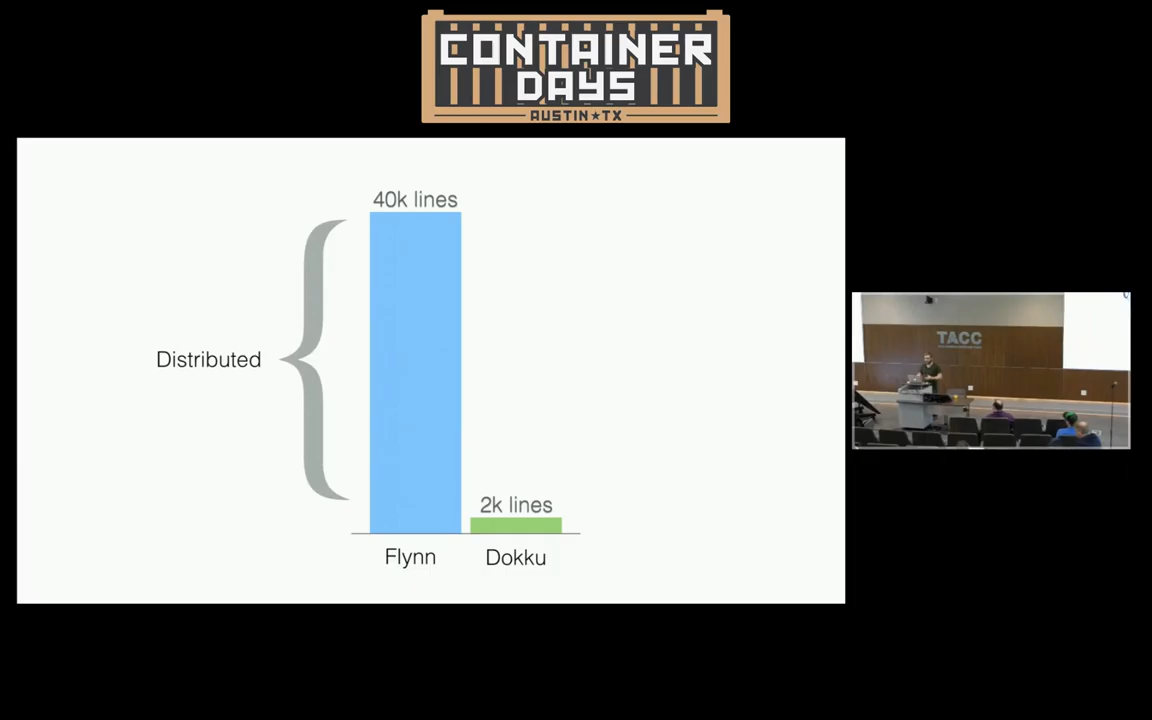 CONTAINER
DAYS
AUSTIN★TX
40k lines
Distributed
2k lines
Flynn
Dokku
TACC